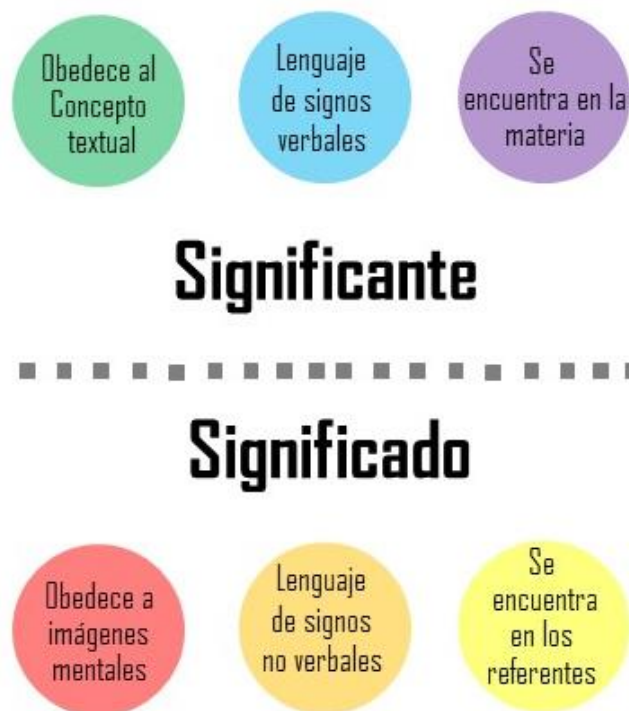 Obedece al
Concepto
textual
Lenguaje
de signos
verbales
Se
encuentra en la
materia
Significante
Significado
Obedece a
imágenes
mentales
Lenguaje
de signos
no verbales
Se
encuentra
en los
referentes